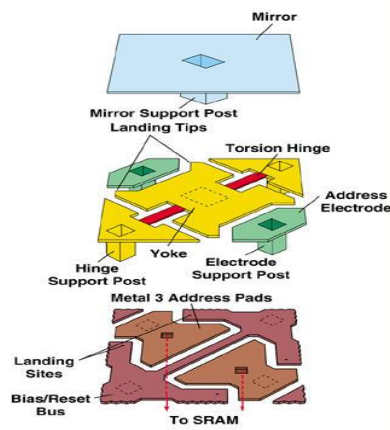 Mirror
Mirror Support Post
Landing Tips
Torsion Hinge
Address
Electrode
Yoke
Hinge
Support Post
Electrode
Support Post
Metal 3 Address Pads
Landing
Sites
Bias/Reset
Bus
To SRAM